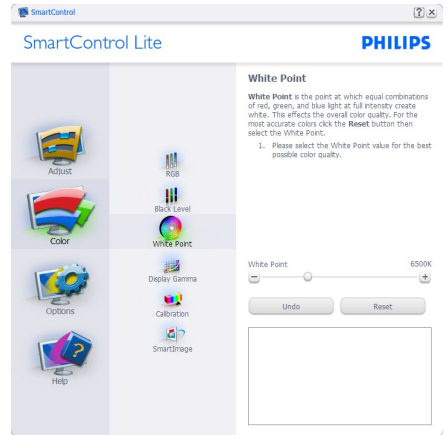 SmartControl
SmartControl Lite
PHILIPS
Adjust
Color
Options
Help
RGB
Black Level
White Point
Display Gamma
Calibration
SmartImage
White Point
White Point is the point at which equal combinations
of red, green, and blue light at full intensity create
white. This effects the overall color quality. For the
most accurate colors click the Reset button then
select the White Point.
1. Please select the White Point value for the best
possible color quality.
White Point 6500K
Undo Reset